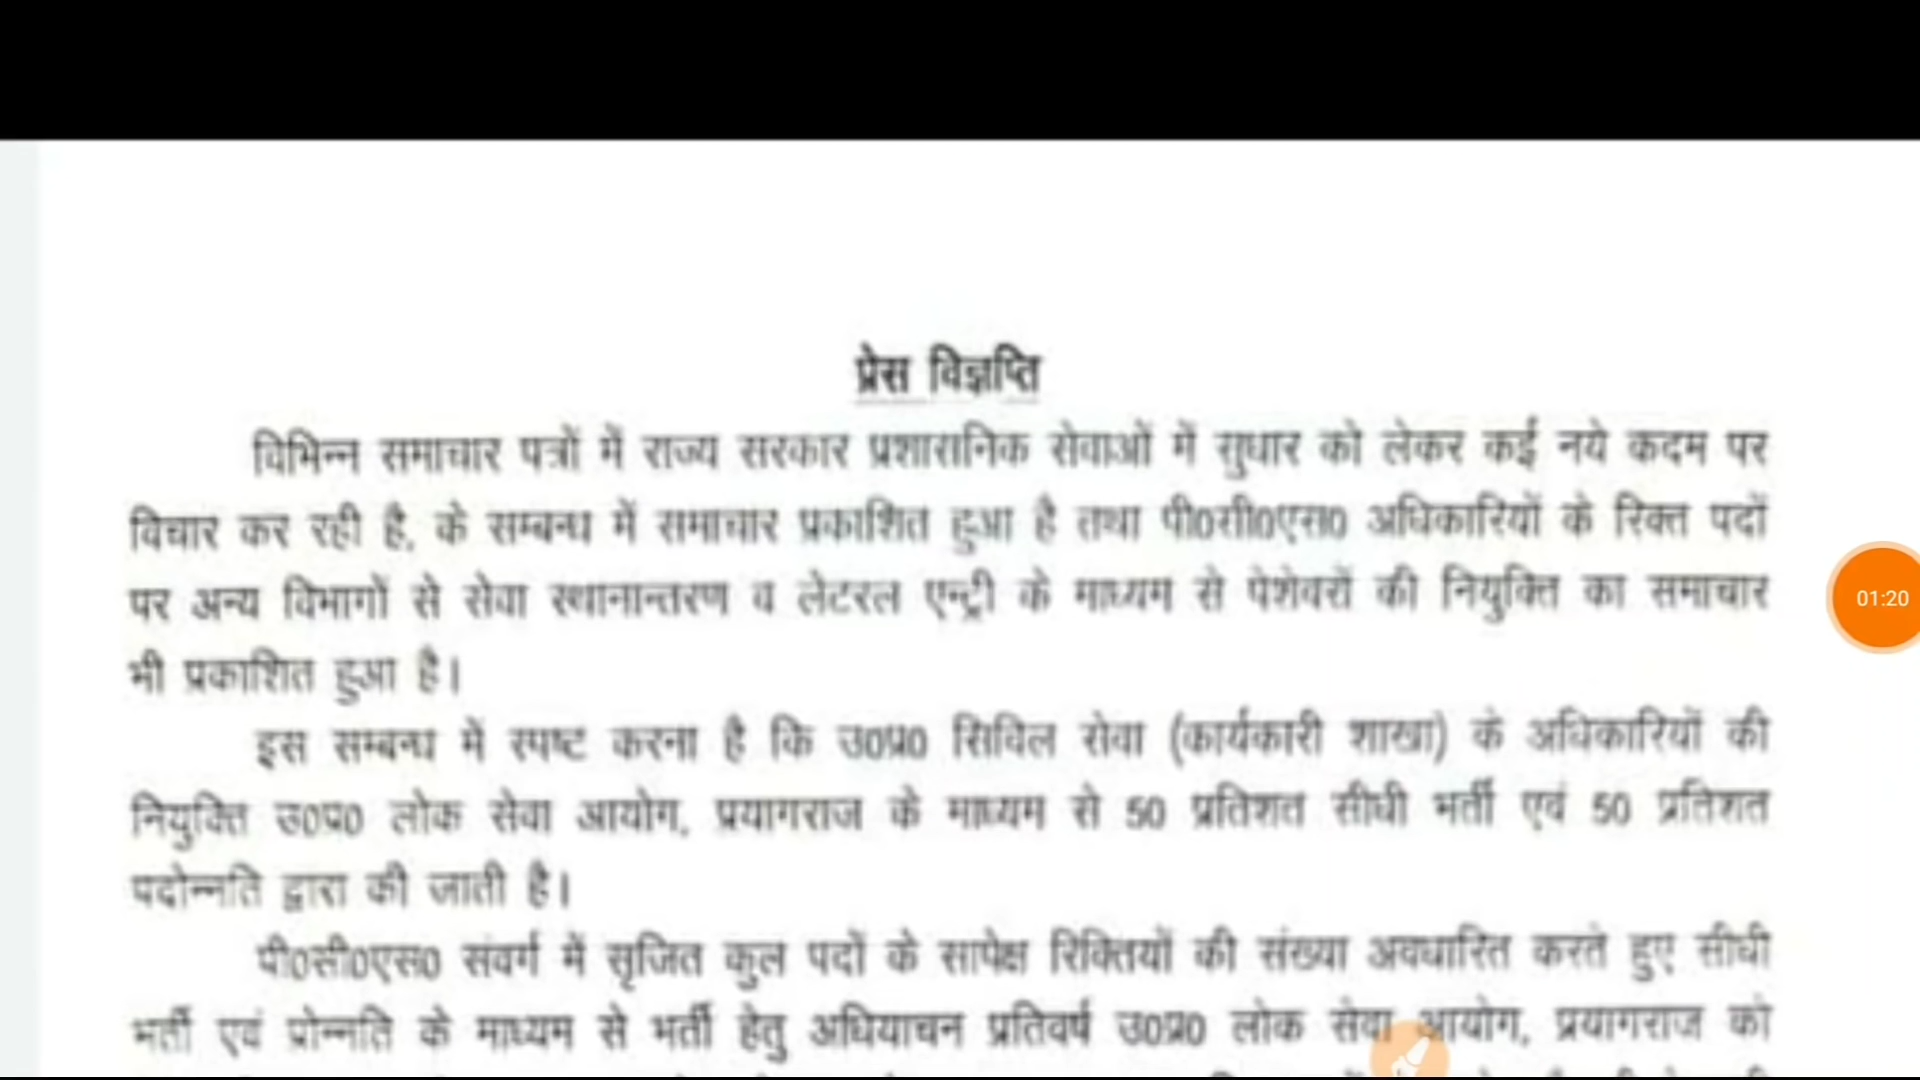 प्रेस विज्ञप्ति
विभिन्न समाचार पत्रों में राज्य सरकार प्रशासनिक सेवाओं में सुधार को लेकर कई नये कदम पर
विचार कर रही है, के सम्बन्ध में समाचार प्रकाशित हुआ है तथा पी0सी0एस0 अधिकारियों के रिक्त पदों
पर अन्य विभागों से सेवा स्थानान्तरण व लेटरल एन्ट्री के माध्यम से पेशेवरों की नियुक्ति का समाचार
भी प्रकाशित हुआ है।
01:20
इस सम्बन्ध में स्पष्ट करना है कि उ0प्र0 सिविल सेवा (कार्यकारी शाखा) के अधिकारियों की
नियुक्ति उ0प्र0 लोक सेवा आयोग, प्रयागराज के माध्यम से 50 प्रतिशत सीधी भर्ती एवं 50 प्रतिशत
पदोन्नति द्वारा की जाती है।
पी0सी0एस0 संवर्ग में सृजित कुल पदों के सापेक्ष रिक्तियों की संख्या अवधारित करते हुए सीधी
भर्ती एवं प्रोन्नति के माध्यम से भर्ती हेतु अधियाचन प्रतिवर्ष उ0प्र0 लोक सेवा आयोग, प्रयागराज को